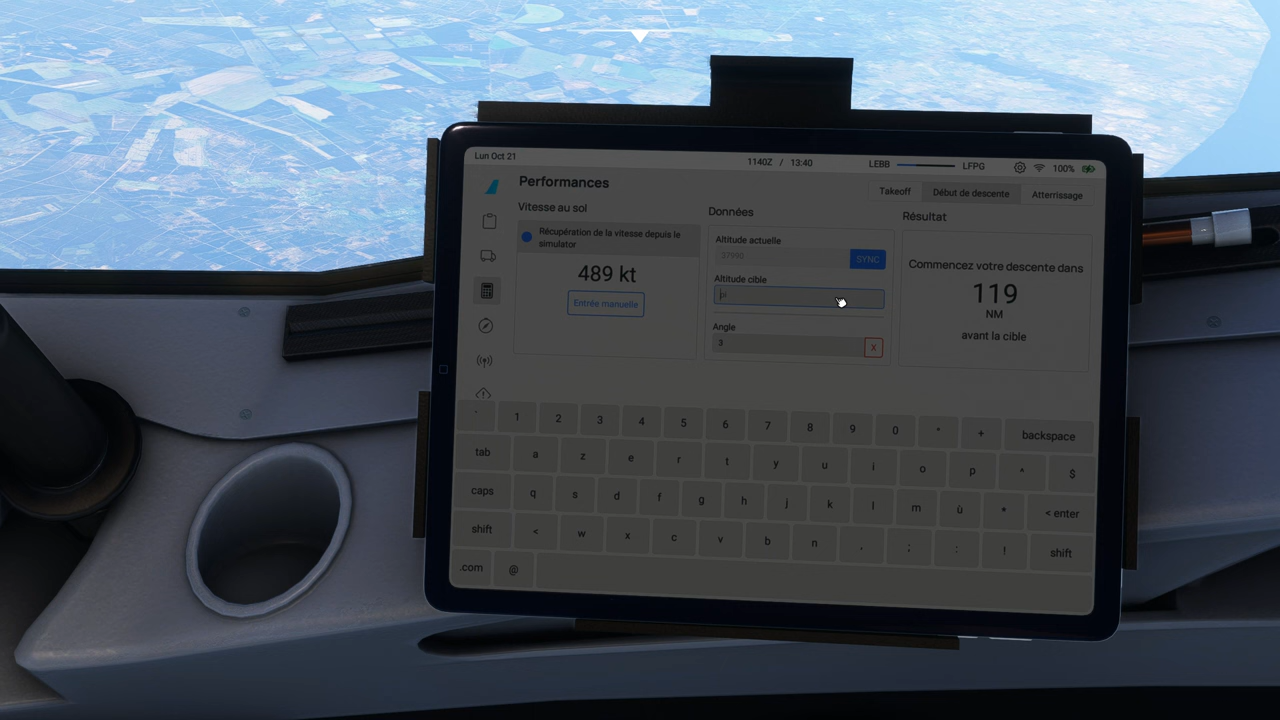 Lun Oct 21
1140Z / 13:40
LEBB LFPG
100%
Performances
Takeoff
Début de descente
Atterrissage
Vitesse au sol
Récupération de la vitesse depuis le
simulator
489 kt
Entrée manuelle
Données
Altitude actuelle
37990
SYNC
Altitude cible
Angle
3
X
Résultat
Commencez votre descente dans
119
NM
avant la cible
1 2 3 4 5 6 7 8 9 0 ° + backspace
tab a z e r t y u i o p ^ $
caps q s d f g h j k l m ù * < enter
shift < w x c v b n , ; : ! shift
.com @